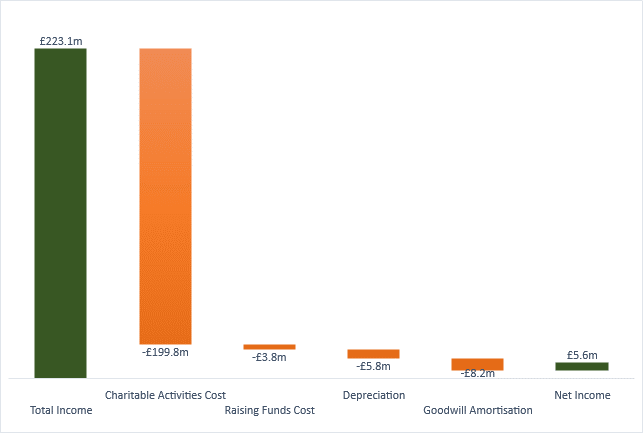 £223.1m
-£199.8m
-£3.8m
-£5.8m
-£8.2m
£5.6m
Total Income
Charitable Activities Cost
Raising Funds Cost
Depreciation
Goodwill Amortisation
Net Income